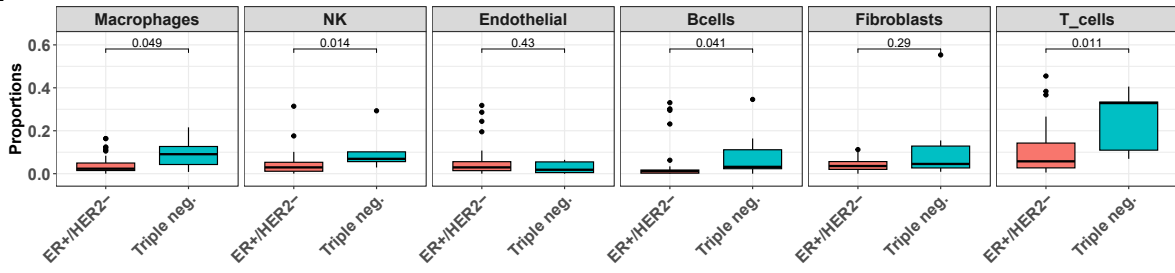 Macrophages NK Endothelial Bcells Fibroblasts T_cells
0.6 0.049 0.014 0.43 0.041 0.29 0.011
0.4
0.2
0.0
Proportions
ER+/HER2− Triple neg. ER+/HER2− Triple neg. ER+/HER2− Triple neg. ER+/HER2− Triple neg. ER+/HER2− Triple neg. ER+/HER2− Triple neg.